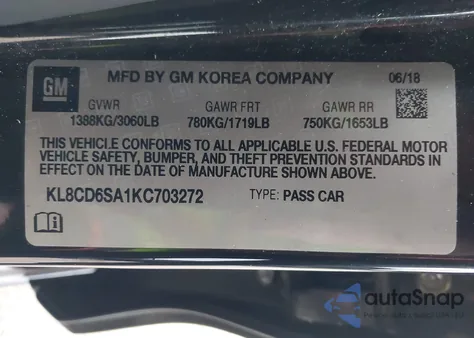 GM
MFD BY GM KOREA COMPANY 06/18
GVWR GAWR FRT GAWR RR
1388KG/3060LB 780KG/1719LB 750KG/1653LB
THIS VEHICLE CONFORMS TO ALL APPLICABLE U.S. FEDERAL MOTOR
VEHICLE SAFETY, BUMPER, AND THEFT PREVENTION STANDARDS IN
EFFECT ON THE DATE OF MANUFACTURE SHOWN ABOVE.
KL8CD6SA1KC703272 TYPE: PASS CAR
autoSnap